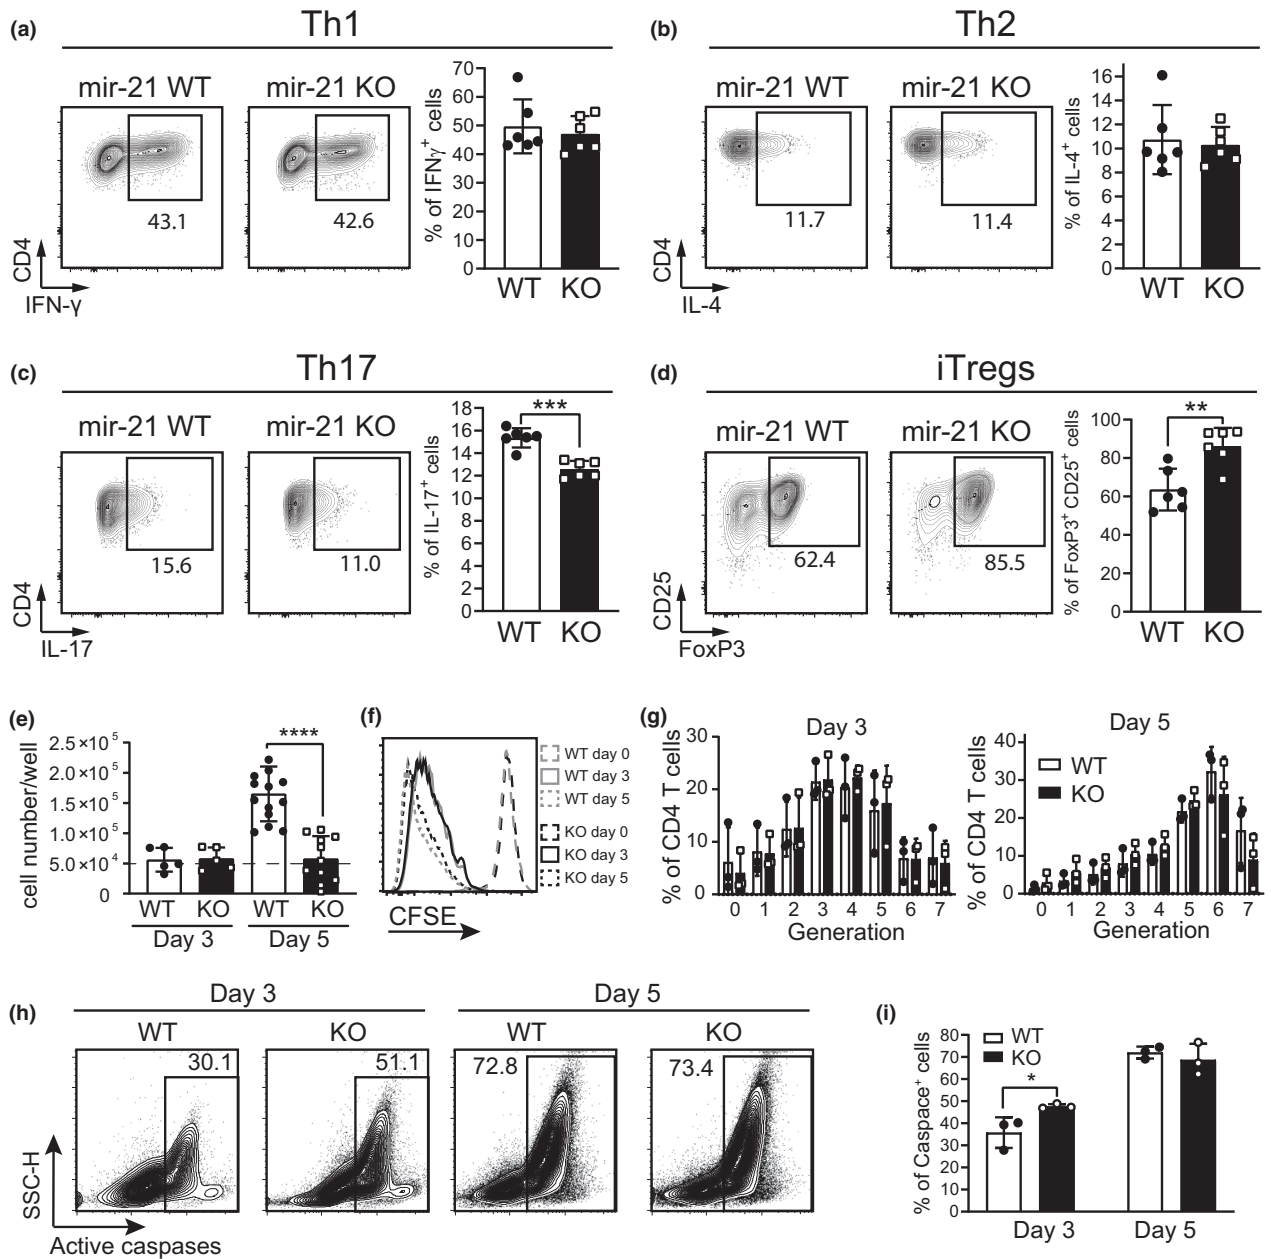 (a) Th1
mir-21 WT
mir-21 KO
43.1
42.6
CD4
IFN-γ
% of IFNγ+ cells
70
60
50
40
30
20
10
0
WT KO
(b) Th2
mir-21 WT
mir-21 KO
11.7
11.4
CD4
IL-4
% of IL-4+ cells
16
14
12
10
8
6
4
2
0
WT KO
(c) Th17
mir-21 WT
mir-21 KO
15.6
11.0
CD4
IL-17
% of IL-17+ cells
18
16
14
12
10
8
6
4
2
0
***
WT KO
(d) iTregs
mir-21 WT
mir-21 KO
62.4
85.5
CD25
FoxP3
% of FoxP3+ CD25+ cells
100
80
60
40
20
0
**
WT KO
(e)
cell number/well
2.5×10⁵
2.0×10⁵
1.5×10⁵
1.0×10⁵
5.0×10⁴
0
****
WT KO WT KO
Day 3 Day 5
(f)
CFSE
WT day 0
WT day 3
WT day 5
KO day 0
KO day 3
KO day 5
(g)
Day 3
% of CD4 T cells
30
20
10
0
0 1 2 3 4 5 6 7
Generation
Day 5
% of CD4 T cells
40
30
20
10
0
WT
KO
0 1 2 3 4 5 6 7
Generation
(h)
Day 3 Day 5
WT KO WT KO
30.1
51.1
72.8
73.4
SSC-H
Active caspases
(i)
% of Caspace+ cells
80
70
60
50
40
30
20
10
0
WT
KO
*
Day 3 Day 5